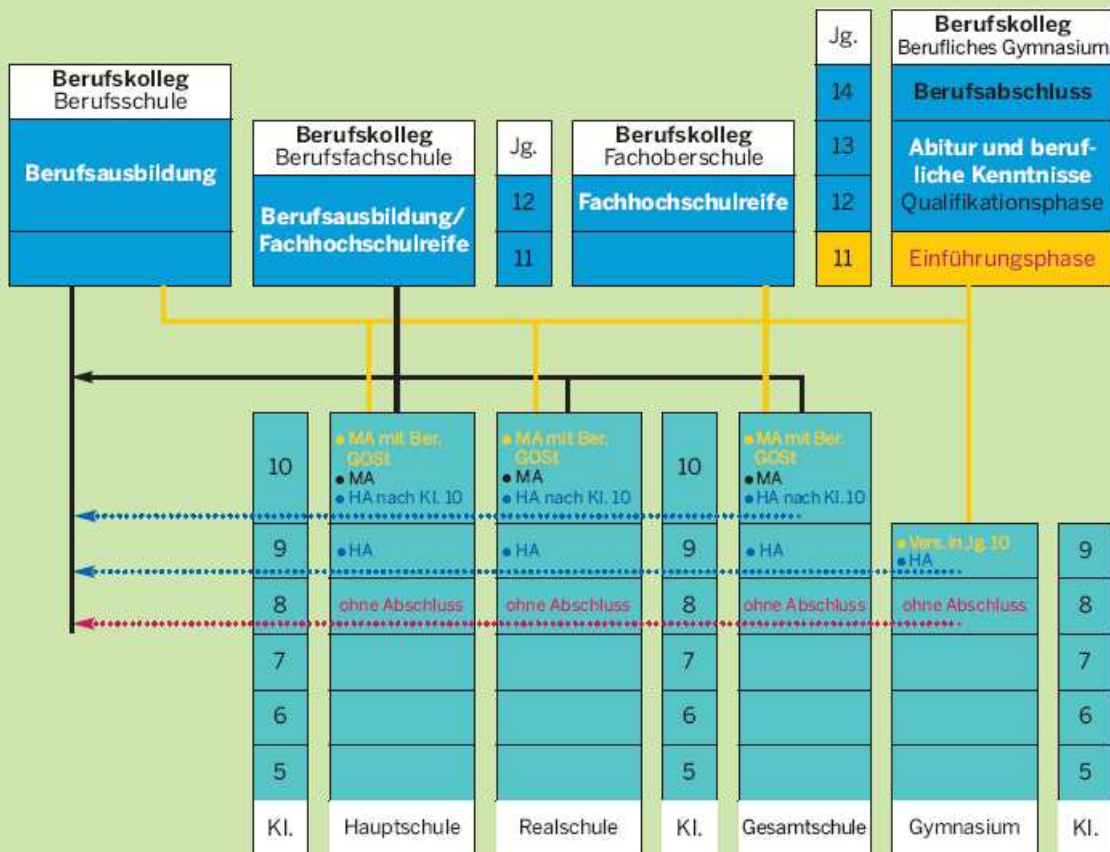 Berufskolleg
Berufsschule
Berufsausbildung
Berufskolleg
Berufsfachschule
Berufsausbildung/
Fachhochschulreife
Jg.
12
11
Berufskolleg
Fachoberschule
Fachhochschulreife
Jg.
14
13
12
11
Berufskolleg
Berufliches Gymnasium
Berufsabschluss
Abitur und beruf-
liche Kenntnisse
Qualifikationsphase
Einführungsphase
10
9
8
7
6
5
Kl.
• MA mit Ber.
GOSt
• MA
• HA nach Kl. 10
• HA
ohne Abschluss
Hauptschule
• MA mit Ber.
GOSt
• MA
• HA nach Kl. 10
• HA
ohne Abschluss
Realschule
10
9
8
7
6
5
Kl.
• MA mit Ber.
GOSt
• MA
• HA nach Kl. 10
• HA
ohne Abschluss
Gesamtschule
• Vers. in Jg. 10
• HA
ohne Abschluss
Gymnasium
9
8
7
6
5
Kl.